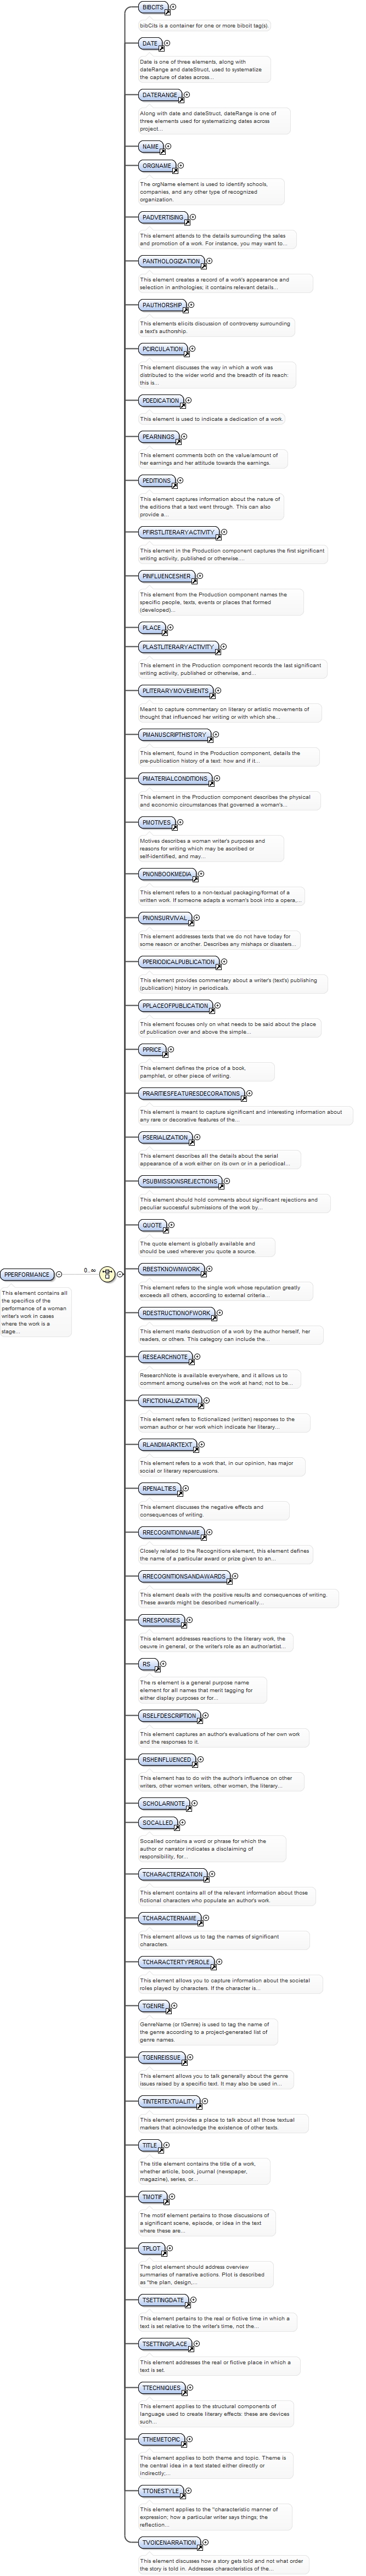 BIBCITS
bibCits is a container for one or more bibcit tag(s).
DATE
Date is one of three elements, along with
dateRange and dateStruct, used to systematize
the capture of dates across...
DATERANGE
Along with date and dateStruct, dateRange is one of
three elements used for systematizing dates across
project...
NAME
ORGNAME
The orgName element is used to identify schools,
companies, and any other type of recognized
organization.
PADVERTISING
This element attends to the details surrounding the sales
and promotion of a work. For instance, you may want to...
PANTHOLOGIZATION
This element creates a record of a work's appearance and
selection in anthologies; it contains relevant details...
PAUTHORSHIP
This elements elicits discussion of controversy surrounding
a text's authorship.
PCIRCULATION
This element discusses the way in which a work was
distributed to the wider world and the breadth of its reach:
this is...
PDEDICATION
This element is used to indicate a dedication of a work
PEARNINGS
This element comments both on the value/amount of
her earnings and her attitude towards the earnings.
PEDITIONS
This element captures information about the nature of
the editions that a text went through. This can also
provide a...
PFIRSTLITERARYACTIVITY
This element in the Production component captures the first significant
writing activity, published or otherwise....
PINFLUENCESHER
This element from the Production component names the
specific people, texts, events or places that formed
(developed)...
PLACE
PLASTLITERARYACTIVITY
This element in the Production component records the last significant
writing activity, published or otherwise, and...
PLITERARYMOVEMENTS
Meant to capture commentary on literary or artistic movements of
thought that influenced her writing or with which she...
PMANUSCRIPTHISTORY
This element, found in the Production component, details the
pre-publication history of a text: how and if it...
PMATERIALCONDITIONS
This element in the Production component describes the physical
and economic circumstances that governed a woman's...
PMOTIVES
Motives describes a woman writer's purposes and
reasons for writing which may be ascribed or
self-identified, and may...
PNONBOOKMEDIA
This element refers to a non-textual packaging/format of a
written work. If someone adapts a woman's book into a opera,...
PNONSURVIVAL
This element addresses texts that we do not have today for
some reason or another. Describes any mishaps or disasters...
PPERIODICALPUBLICATION
This element provides commentary about a writer's (text's) publishing
(publication) history in periodicals.
PPLACEOFPUBLICATION
This element focuses only on what needs to be said about the place
of publication over and above the simple...
PPRICE
This element defines the price of a book,
pamphlet, or other piece of writing.
PRARITIESFEATURESDECORATIONS
This element is meant to capture significant and interesting information about
any rare or decorative features of the...
PSERIALIZATION
This element describes all the details about the serial
appearance of a work either on its own or in a periodical...
PSUBMISSIONSREJECTIONS
This element should hold comments about significant rejections and
peculiar successful submissions of the work by...
QUOTE
The quote element is globally available and
should be used wherever you quote a source.
PPERFORMANCE
0..∞
This element contains all
the specifics of the
performance of a woman
writer's work in cases
where the work is a
stage...
RBESTKNOWNWORK
This element refers to the single work whose reputation greatly
exceeds all others, according to external criteria...
RDESTRUCTIONOFWORK
This element marks destruction of a work by the author herself, her
readers, or others. This category can include the...
RESEARCHNOTE
ResearchNote is available everywhere, and it allows us to
comment among ourselves on the work at hand; not to be...
RFICTIONALIZATION
This element refers to fictionalized (written) responses to the
woman author or her work which indicate her literary...
RLANDMARKTEXT
This element refers to a work that, in our opinion, has major
social or literary repercussions.
RPENALTIES
This element discusses the negative effects and
consequences of writing.
RRECOGNITIONNAME
Closely related to the Recognitions element, this element defines
the name of a particular award or prize given to an...
RRECOGNITIONSANDAWARDS
This element deals with the positive results and consequences of writing.
These awards might be described numerically...
RRESPONSES
This element addresses reactions to the literary work, the
oeuvre in general, or the writer's role as an author/artist...
RS
The rs element is a general purpose name
element for all names that merit tagging for
either display purposes or for...
RSELFDESCRIPTION
This element captures an author's evaluations of her own work
and the responses to it.
RSHEINFLUENCED
This element has to do with the author's influence on other
writers, other women writers, other women, the literary...
SCHOLARNOTE
SOCALLED
Socalled contains a word or phrase for which the
author or narrator indicates a disclaiming of
responsibility, for...
TCHARACTERIZATION
This element contains all of the relevant information about those
fictional characters who populate an author's work.
TCHARACTERNAME
This element allows us to tag the names of significant
characters.
TCHARACTERTYPEROLE
This element allows you to capture information about the societal
roles played by characters. If the character is...
TGENRE
GenreName (or tGenre) is used to tag the name of
the genre according to a project-generated list of
genre names.
TGENREISSUE
This element allows you to talk generally about the genre
issues raised by a specific text. It may also be used in...
TINTERTEXTUALITY
This element provides a place to talk about all those textual
markers that acknowledge the existence of other texts.
TITLE
The title element contains the title of a work,
whether article, book, journal (newspaper,
magazine), series, or...
TMOTIF
The motif element pertains to those discussions of
a significant scene, episode, or idea in the text
where these are...
TPLOT
The plot element should address overview
summaries of narrative actions. Plot is described
as "the plan, design,...
TSETTINGDATE
This element pertains to the real or fictive time in which a
text is set relative to the writer's time, not the...
TSETTINGPLACE
This element addresses the real or fictive place in which a
text is set.
TTECHNIQUES
This element applies to the structural components of
language used to create literary effects: these are devices
such...
TTHEMETOPIC
This element applies to both theme and topic. Theme is
the central idea in a text stated either directly or
indirectly;...
TTONESTYLE
This element applies to the "characteristic manner of
expression; how a particular writer says things; the
reflection...
TVOICENARRATION
This element discusses how a story gets told and not what order
the story is told in. Addresses characteristics of the...